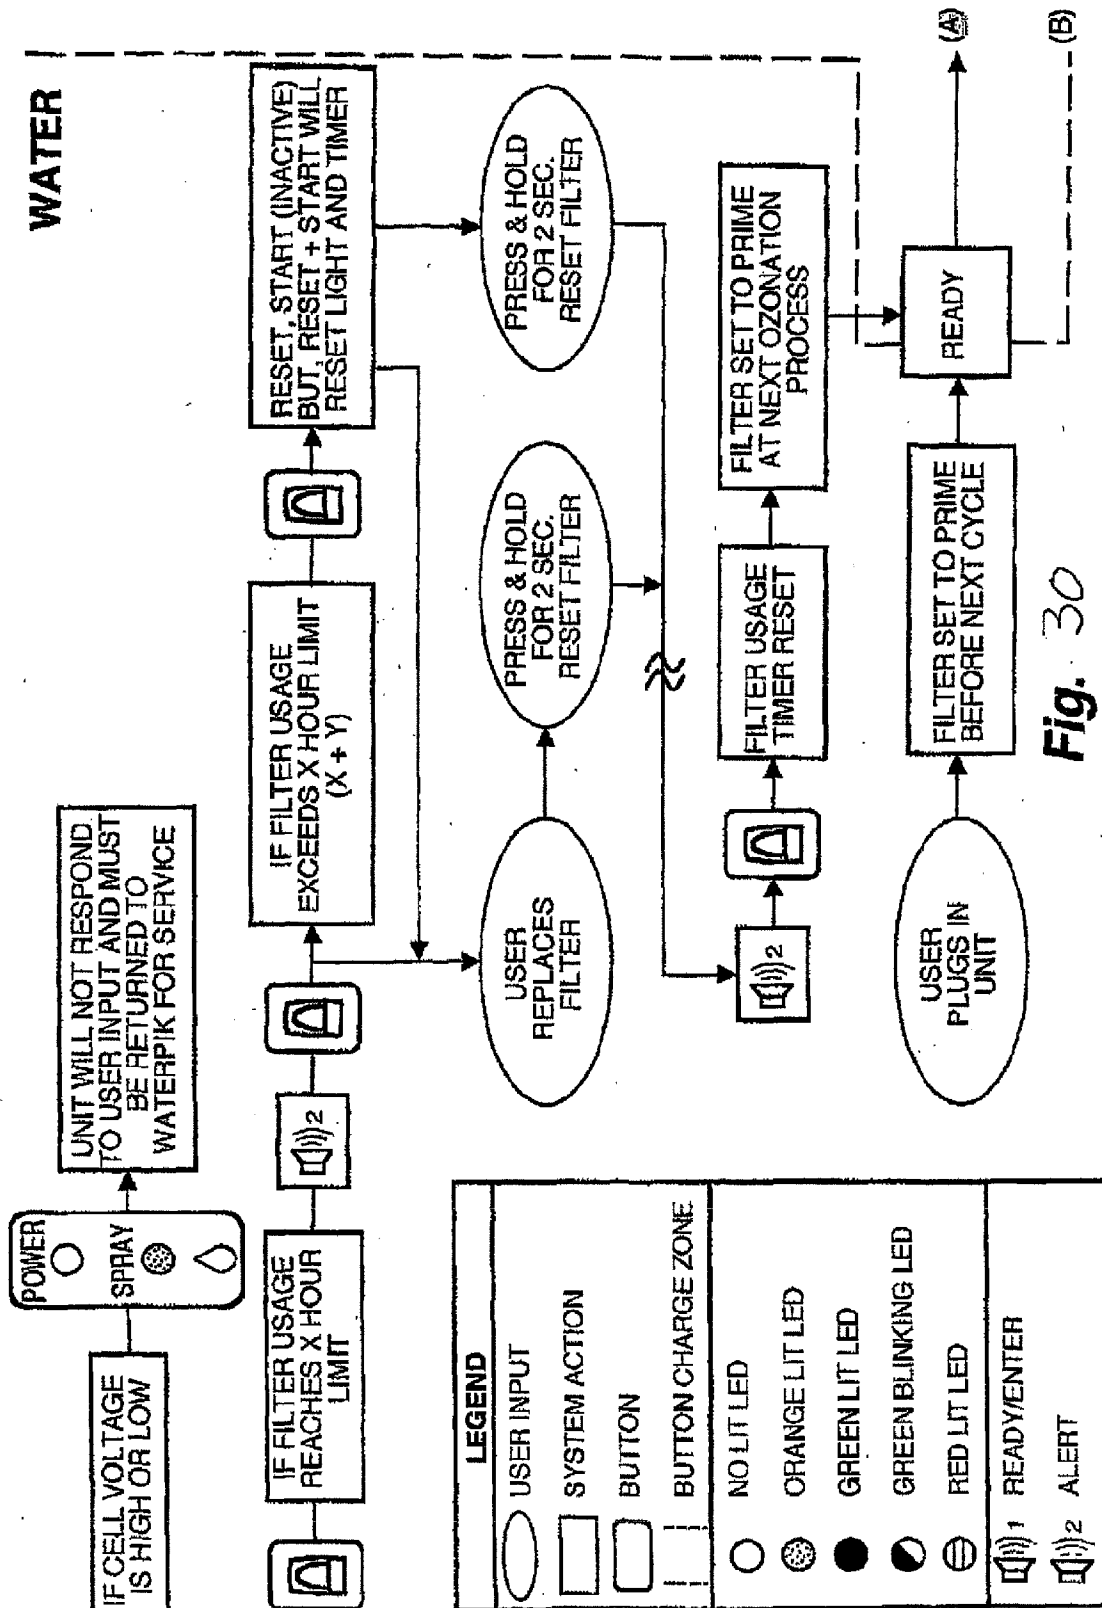 WATER
IF CELL VOLTAGE
IS HIGH OR LOW
POWER
SPRAY
UNIT WILL NOT RESPOND
TO USER INPUT AND MUST
BE RETURNED TO
WATERPIK FOR SERVICE
IF FILTER USAGE
REACHES X HOUR
LIMIT
2
IF FILTER USAGE
EXCEEDS X HOUR LIMIT
(X + Y)
RESET, START (INACTIVE)
BUT, RESET + START WILL
RESET LIGHT AND TIMER
USER
REPLACES
FILTER
PRESS & HOLD
FOR 2 SEC.
RESET FILTER
PRESS & HOLD
FOR 2 SEC.
RESET FILTER
2
FILTER USAGE
TIMER RESET
FILTER SET TO PRIME
AT NEXT OZONATION
PROCESS
USER
PLUGS IN
UNIT
FILTER SET TO PRIME
BEFORE NEXT CYCLE
READY
(A)
(B)
LEGEND
USER INPUT
SYSTEM ACTION
BUTTON
BUTTON CHARGE ZONE
NO LIT LED
ORANGE LIT LED
GREEN LIT LED
GREEN BLINKING LED
RED LIT LED
1 READY/ENTER
2 ALERT
Fig. 30